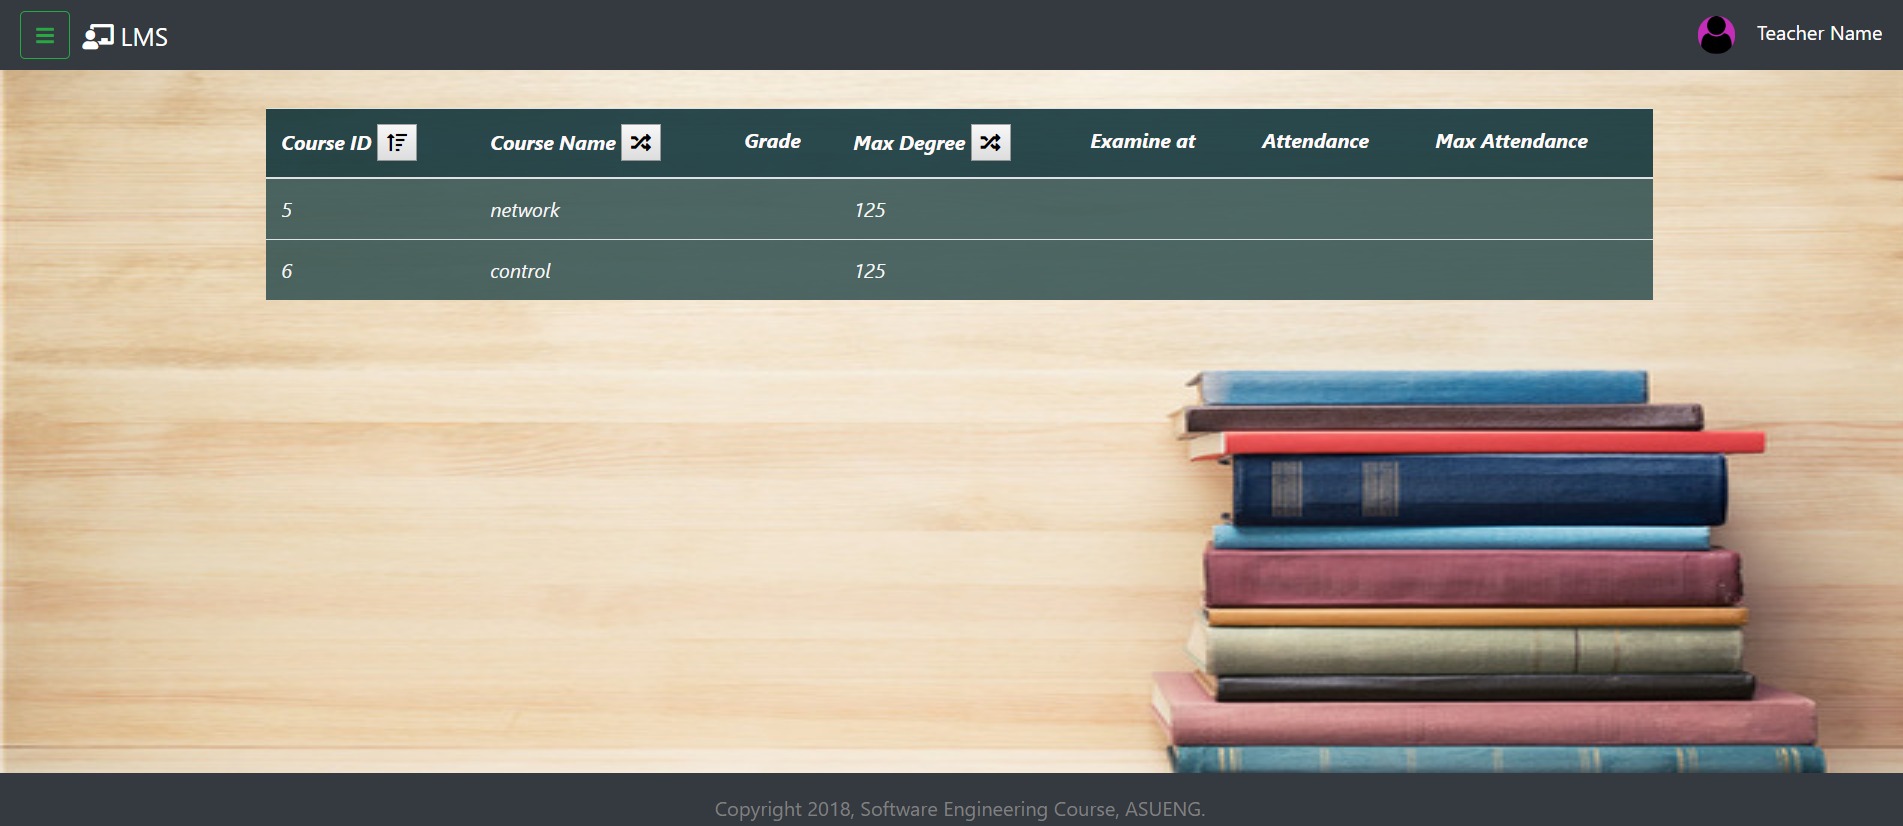 LMS
Teacher Name
Course ID Course Name Grade Max Degree Examine at Attendance Max Attendance
5 network 125
6 control 125
Copyright 2018, Software Engineering Course, ASUENG.